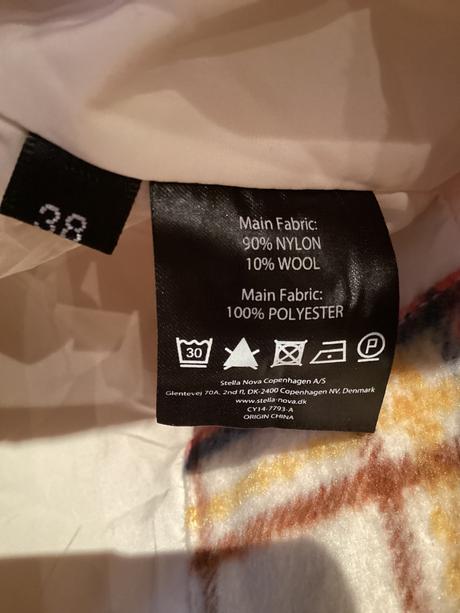 38
Main Fabric:
90% NYLON
10% WOOL
Main Fabric:
100% POLYESTER
30
P
Stella Nova Copenhagen A/S
Glentevej 70A, 2nd fl, DK-2400 Copenhagen NV, Denmark
www.stella-nova.dk
CY14-7793-A
ORIGIN CHINA